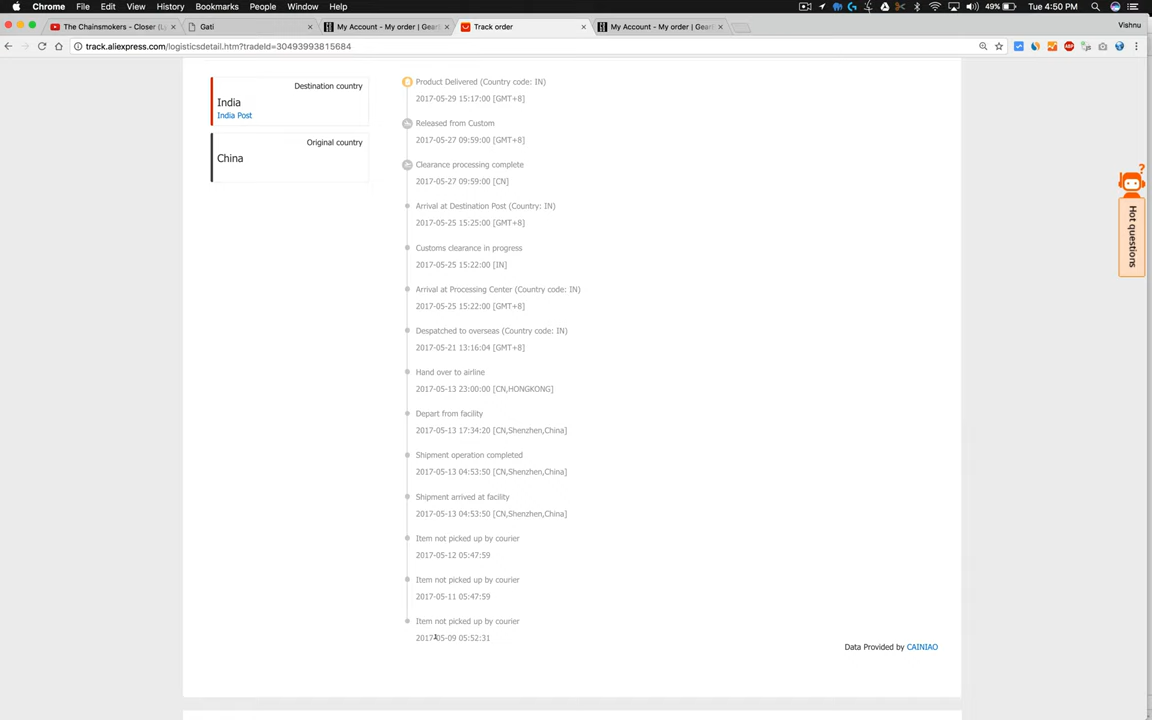 Chrome File Edit View History Bookmarks People Window Help 49% Tue 4:50 PM
The Chainsmokers - Closer (Ly Gati My Account - My order | GearB Track order My Account - My order | GearB Vishnu
track.aliexpress.com/logisticsdetail.htm?tradeId=30493993815684
Destination country
India
India Post
Original country
China
Product Delivered (Country code: IN)
2017-05-29 15:17:00 [GMT+8]
Released from Custom
2017-05-27 09:59:00 [GMT+8]
Clearance processing complete
2017-05-27 09:59:00 [CN]
Arrival at Destination Post (Country: IN)
2017-05-25 15:25:00 [GMT+8]
Customs clearance in progress
2017-05-25 15:22:00 [IN]
Arrival at Processing Center (Country code: IN)
2017-05-25 15:22:00 [GMT+8]
Despatched to overseas (Country code: IN)
2017-05-21 13:16:04 [GMT+8]
Hand over to airline
2017-05-13 23:00:00 [CN,HONGKONG]
Depart from facility
2017-05-13 17:34:20 [CN,Shenzhen,China]
Shipment operation completed
2017-05-13 04:53:50 [CN,Shenzhen,China]
Shipment arrived at facility
2017-05-13 04:53:50 [CN,Shenzhen,China]
Item not picked up by courier
2017-05-12 05:47:59
Item not picked up by courier
2017-05-11 05:47:59
Item not picked up by courier
2017-05-09 05:52:31
Data Provided by CAINIAO
?
Hot questions